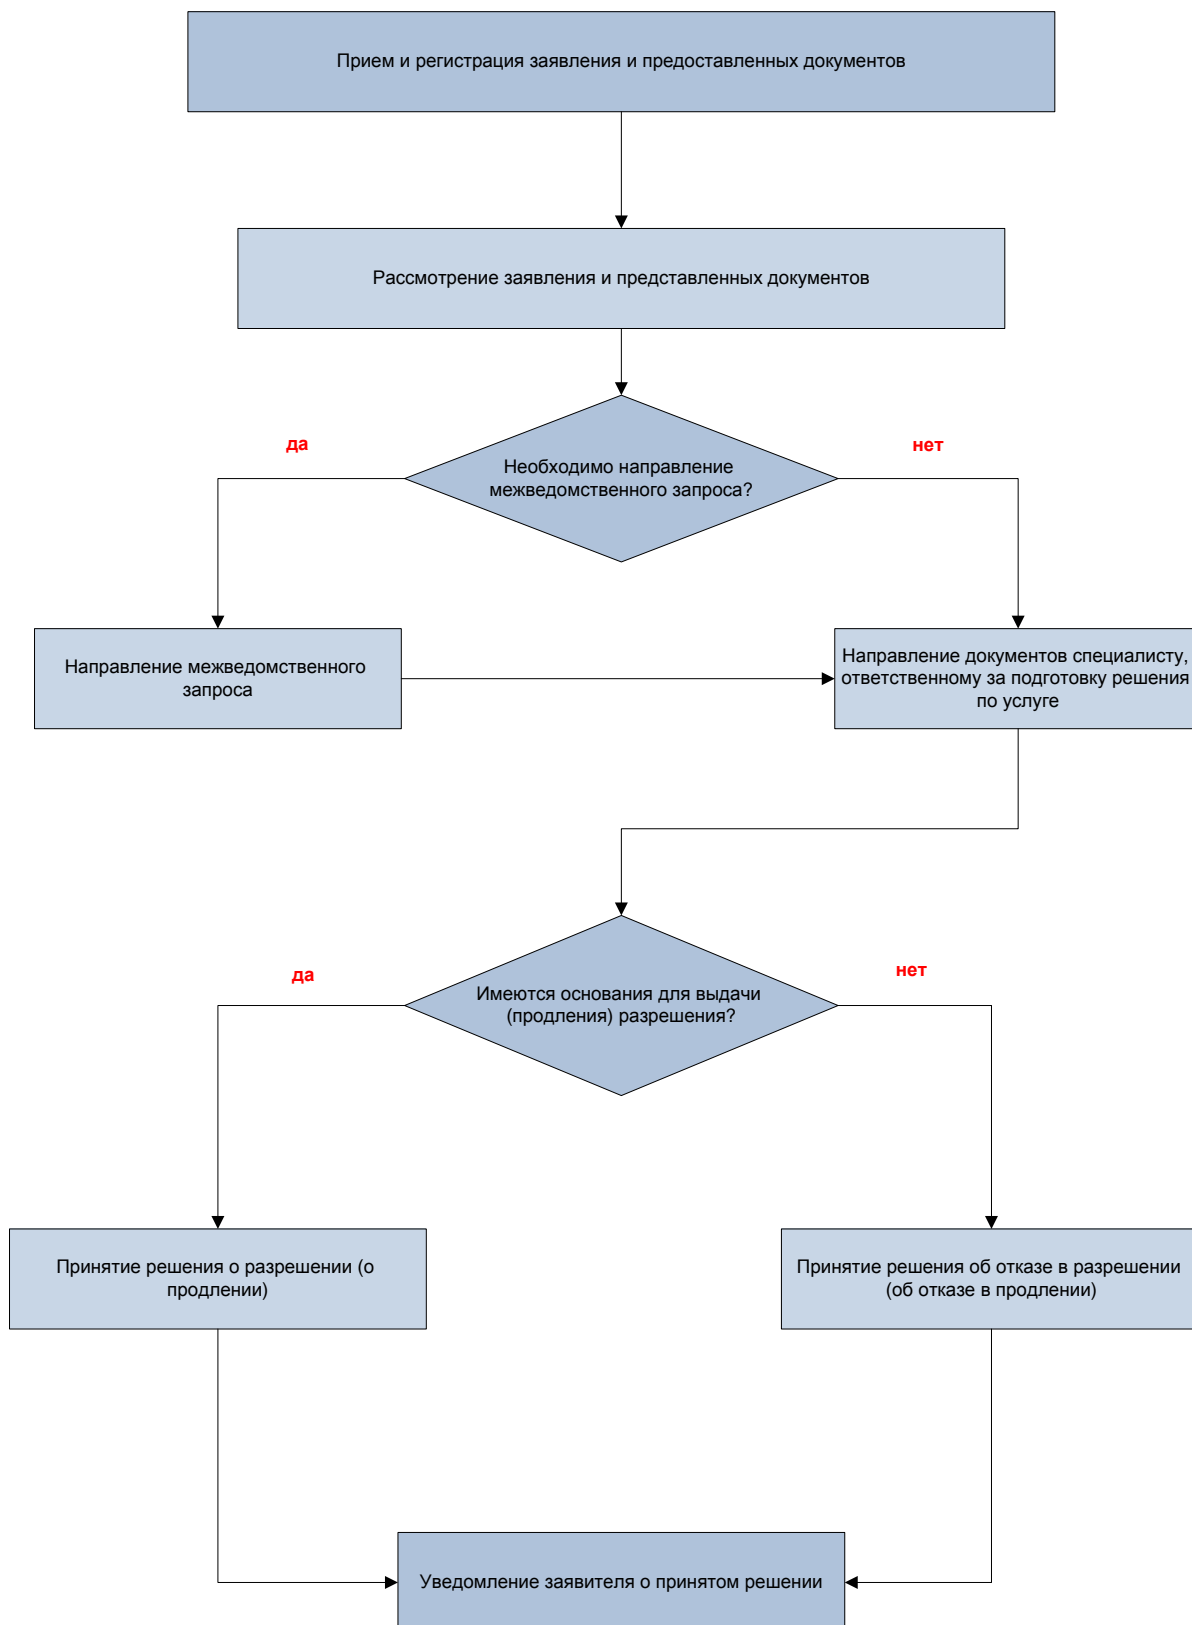 Прием и регистрация заявления и предоставленных документов
Рассмотрение заявления и представленных документов
да
нет
Необходимо направление
межведомственного запроса?
Направление межведомственного
запроса
Направление документов специалисту,
ответственному за подготовку решения
по услуге
да
нет
Имеются основания для выдачи
(продления) разрешения?
Принятие решения о разрешении (о
продлении)
Принятие решения об отказе в разрешении
(об отказе в продлении)
Уведомление заявителя о принятом решении